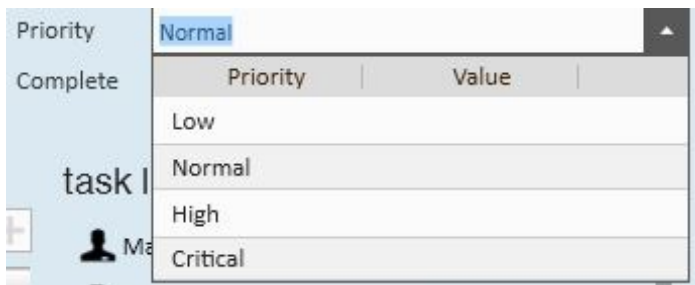 Priority Normal
Complete Priority Value
Low
Normal
task l
High
Ma
Critical